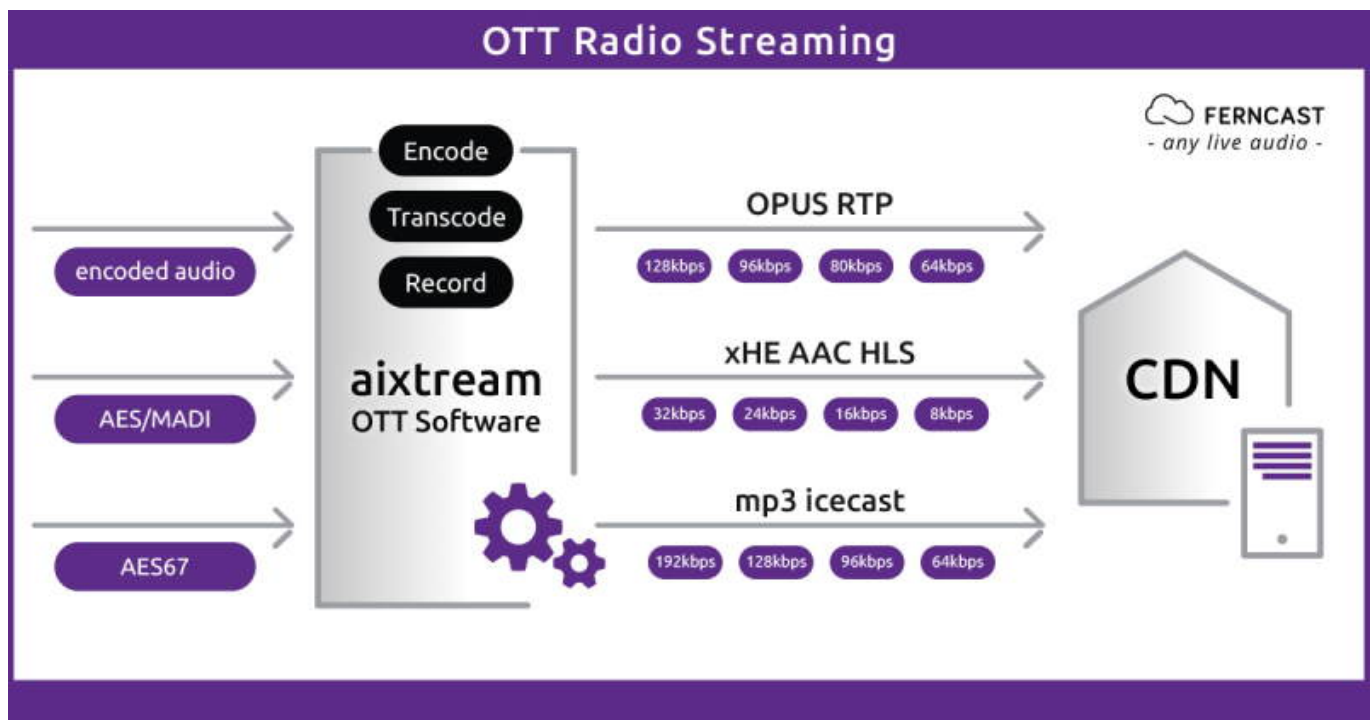 OTT Radio Streaming
FERNCAST
- any live audio -
encoded audio
AES/MADI
AES67
Encode
Transcode
Record
aixtream
OTT Software
OPUS RTP
128kbps 96kbps 80kbps 64kbps
xHE AAC HLS
32kbps 24kbps 16kbps 8kbps
mp3 icecast
192kbps 128kbps 96kbps 64kbps
CDN